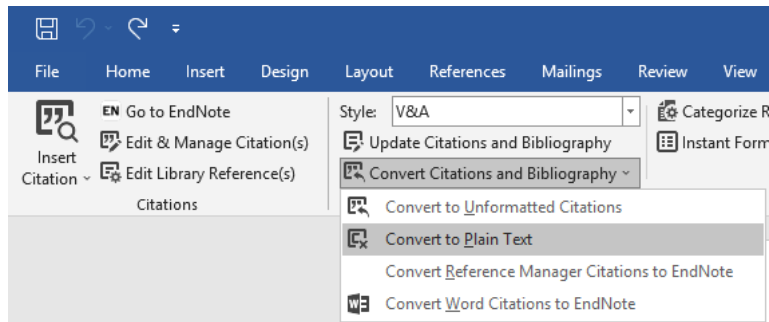 File Home Insert Design Layout References Mailings Review View
Insert Citation
EN Go to EndNote
Edit & Manage Citation(s)
Edit Library Reference(s)
Citations
Style: V&A
Update Citations and Bibliography
Convert Citations and Bibliography
Categorize R
Instant Form
Convert to Unformatted Citations
Convert to Plain Text
Convert Reference Manager Citations to EndNote
Convert Word Citations to EndNote